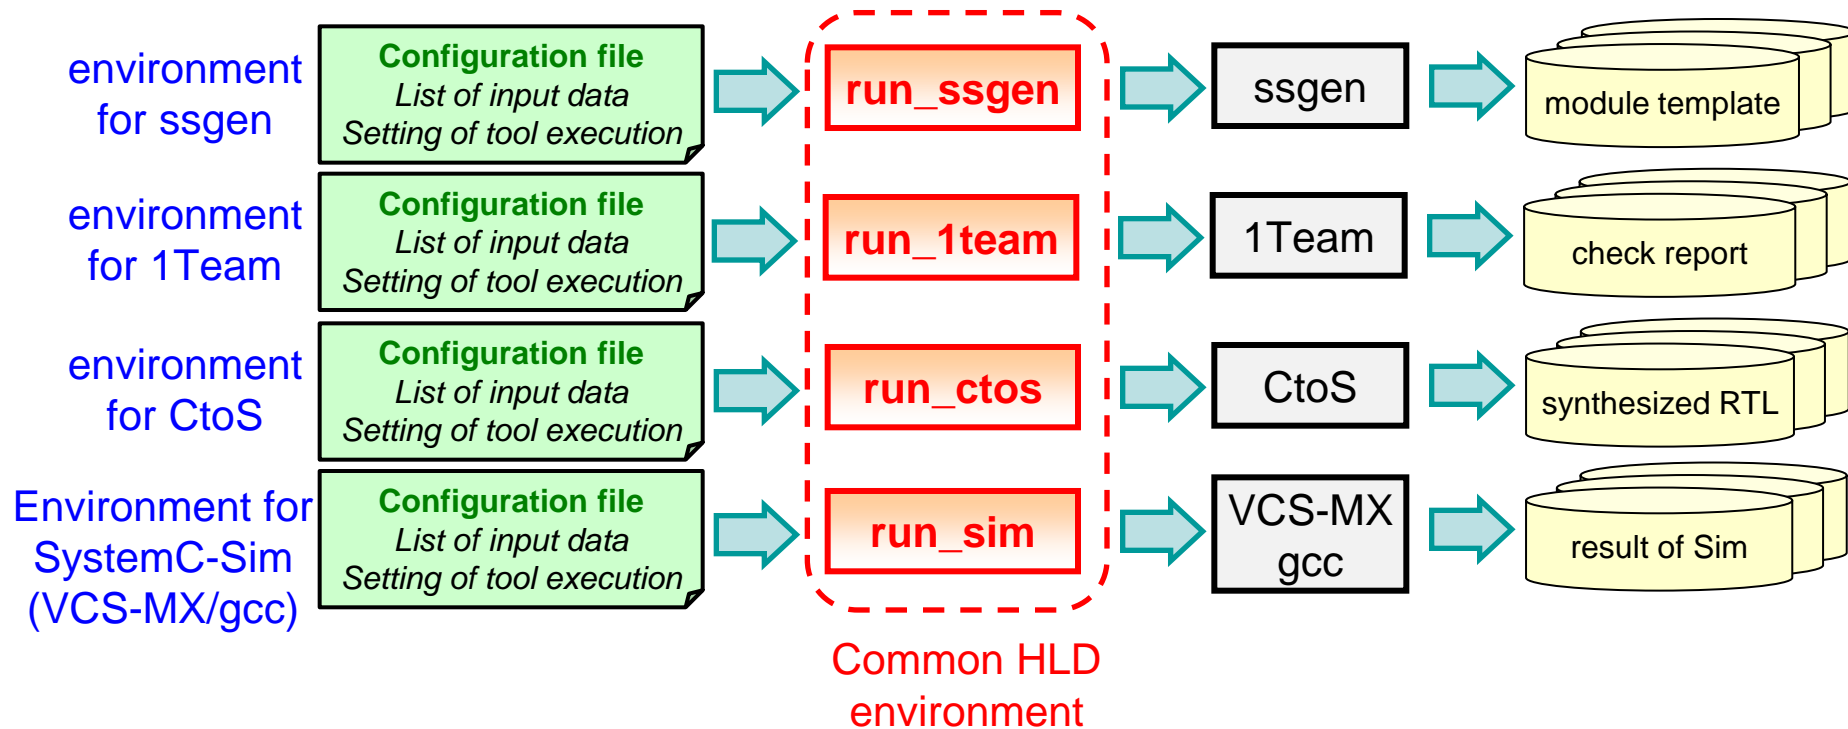 environment
for ssgen
Configuration file
List of input data
Setting of tool execution
run_ssgen
ssgen
module template
environment
for 1Team
Configuration file
List of input data
Setting of tool execution
run_1team
1Team
check report
environment
for CtoS
Configuration file
List of input data
Setting of tool execution
run_ctos
CtoS
synthesized RTL
Environment for
SystemC-Sim
(VCS-MX/gcc)
Configuration file
List of input data
Setting of tool execution
run_sim
VCS-MX
gcc
result of Sim
Common HLD
environment